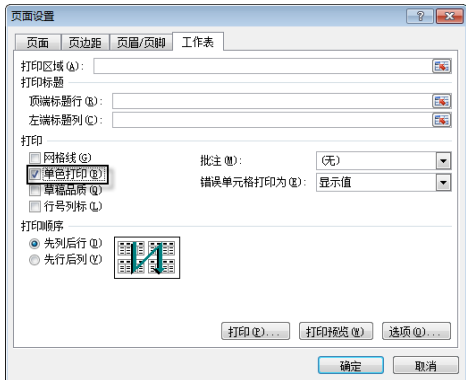 页面设置
页面 页边距 页眉/页脚 工作表
打印区域(A):
打印标题
顶端标题行(R):
左端标题列(C):
打印
网格线(G) 批注(M): (无)
单色打印(B) 错误单元格打印为(E): 显示值
草稿品质(Q)
行号列标(L)
打印顺序
先列后行(D)
先行后列(V)
打印(P)... 打印预览(W) 选项(O)...
确定 取消